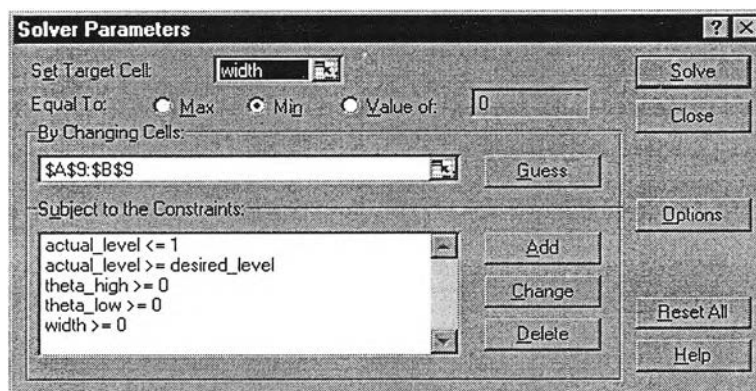 Solver Parameters
? ×
Set Target Cell: width
Solve
Equal To: Max Min Value of: 0
Close
By Changing Cells:
$A$9:$B$9
Guess
Subject to the Constraints:
Options
actual_level <= 1
actual_level >= desired_level
theta_high >= 0
theta_low >= 0
width >= 0
Add
Change
Delete
Reset All
Help